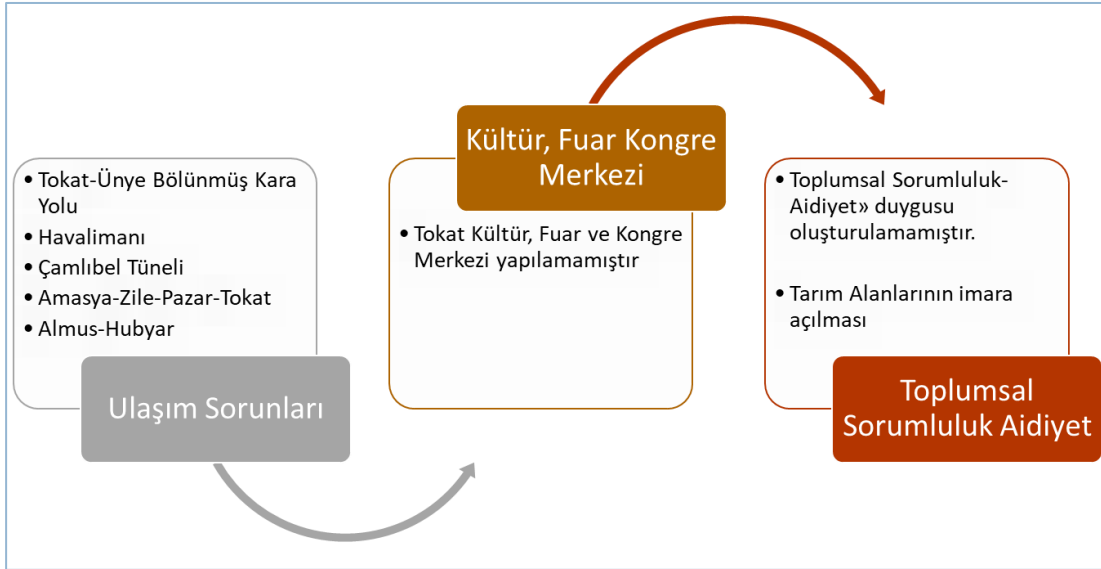 • Tokat-Ünye Bölünmüş Kara
Yolu
• Havalimanı
• Çamlıbel Tüneli
• Amasya-Zile-Pazar-Tokat
• Almus-Hubyar
Ulaşım Sorunları
Kültür, Fuar Kongre
Merkezi
• Tokat Kültür, Fuar ve Kongre
Merkezi yapılamamıştır
• Toplumsal Sorumluluk-
Aidiyet» duygusu
oluşturulamamıştır.
• Tarım Alanlarının imara
açılması
Toplumsal
Sorumluluk Aidiyet